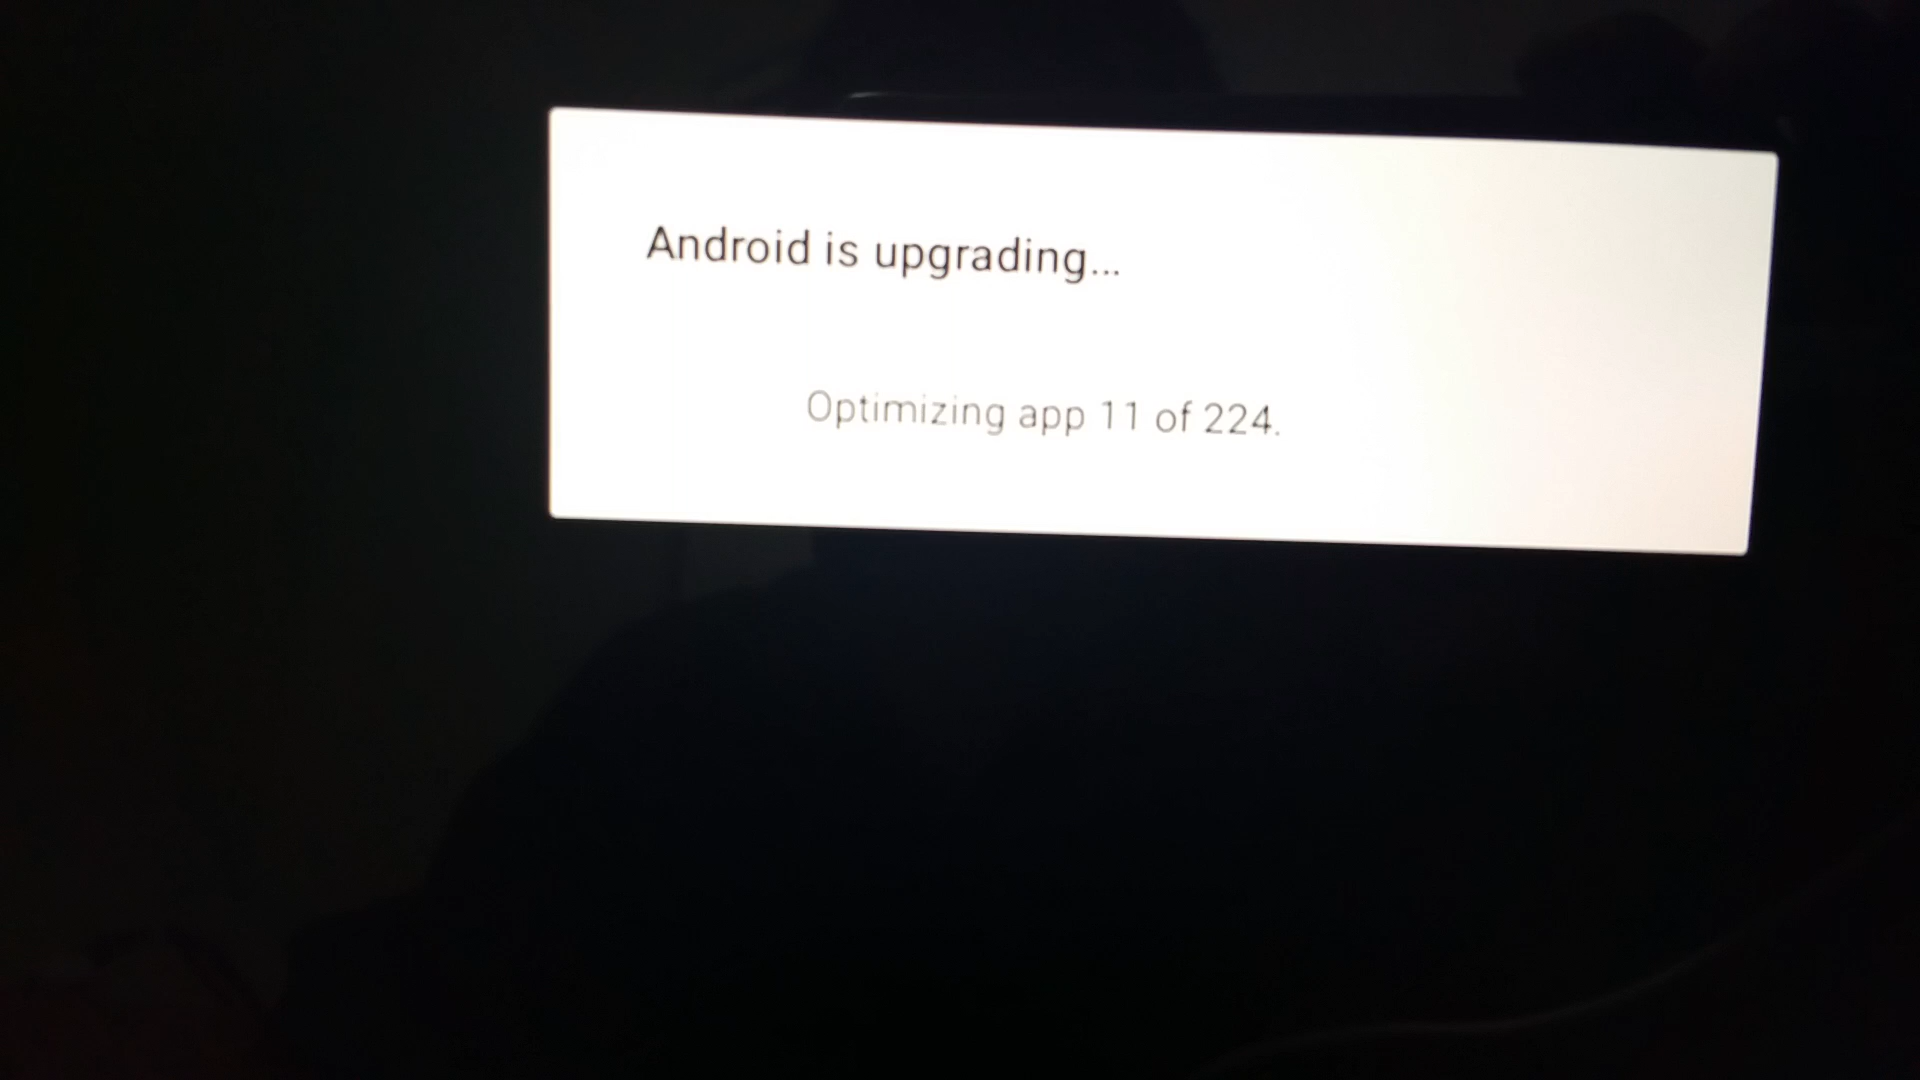 Android is upgrading...
Optimizing app 11 of 224.